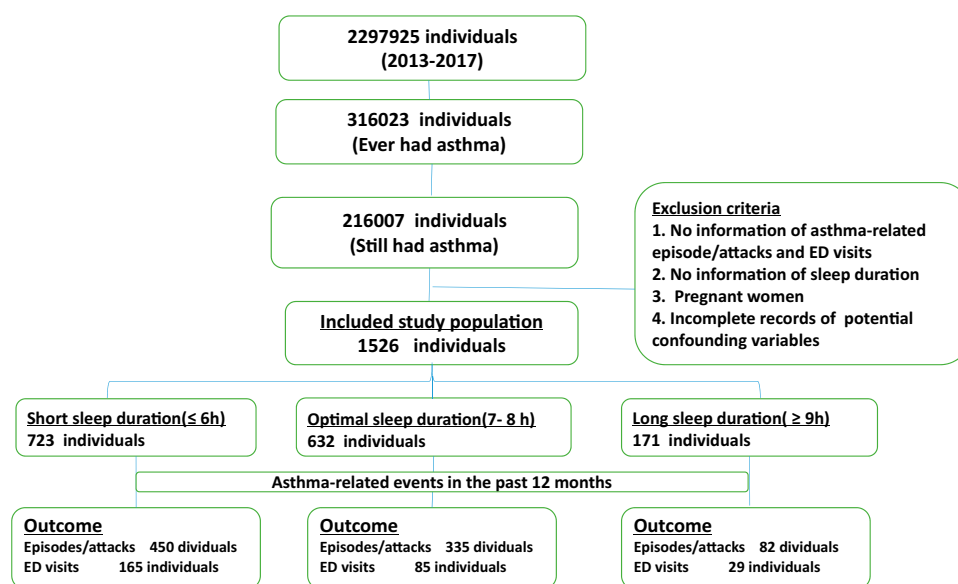 2297925 individuals
(2013-2017)
316023 individuals
(Ever had asthma)
216007 individuals
(Still had asthma)
Exclusion criteria
1. No information of asthma-related
episode/attacks and ED visits
2. No information of sleep duration
3. Pregnant women
4. Incomplete records of potential
confounding variables
Included study population
1526 individuals
Short sleep duration(≤ 6h)
723 individuals
Optimal sleep duration(7- 8 h)
632 individuals
Long sleep duration( ≥ 9h)
171 individuals
Asthma-related events in the past 12 months
Outcome
Episodes/attacks 450 dividuals
ED visits 165 individuals
Outcome
Episodes/attacks 335 dividuals
ED visits 85 individuals
Outcome
Episodes/attacks 82 dividuals
ED visits 29 individuals